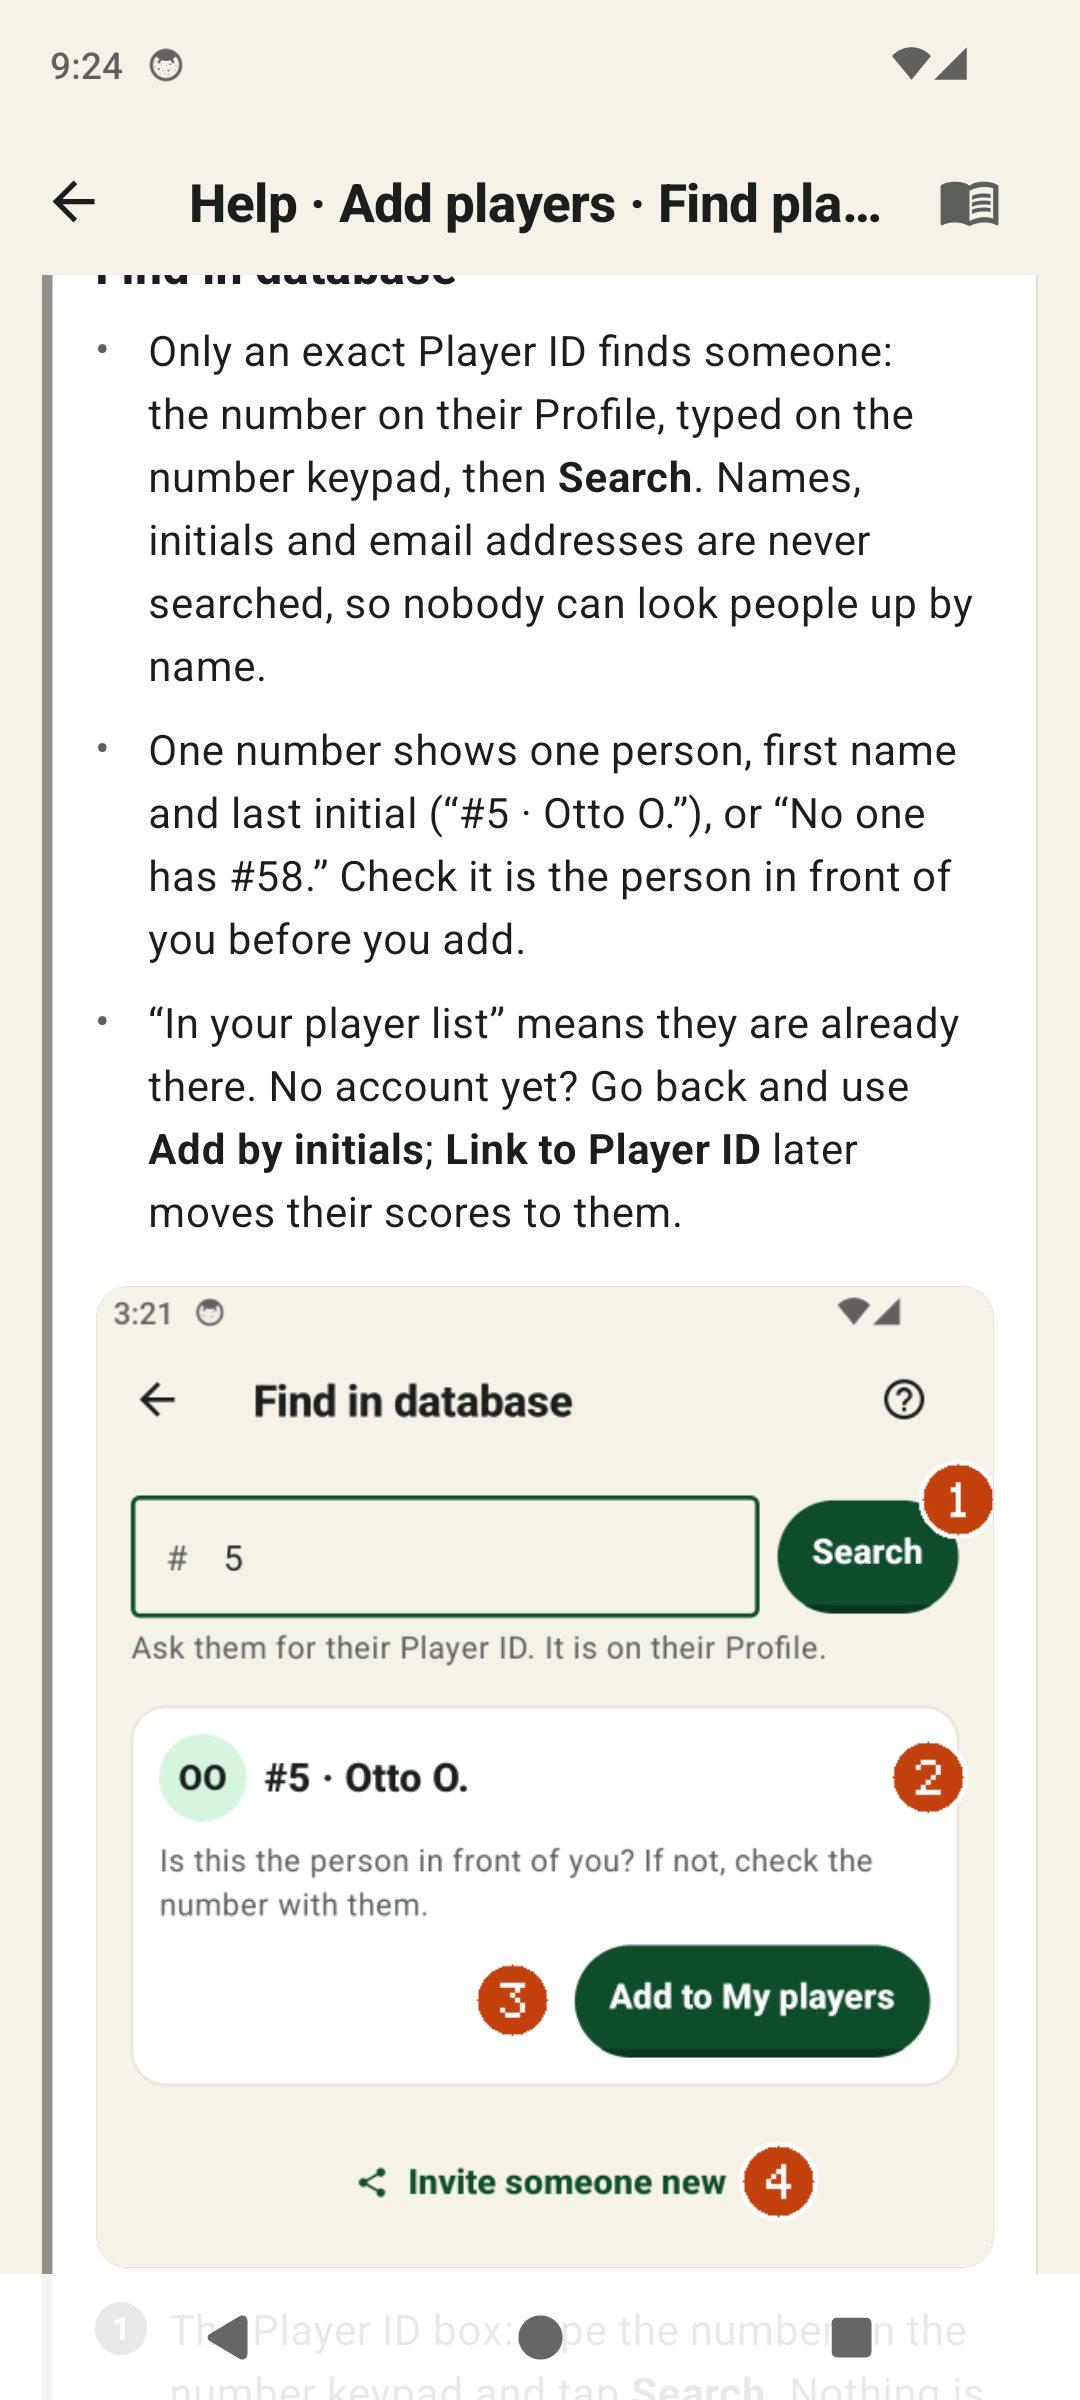 9:24
Help · Add players · Find pla...
Find in database
• Only an exact Player ID finds someone:
the number on their Profile, typed on the
number keypad, then Search. Names,
initials and email addresses are never
searched, so nobody can look people up by
name.
• One number shows one person, first name
and last initial (“#5 · Otto O.”), or “No one
has #58.” Check it is the person in front of
you before you add.
• “In your player list” means they are already
there. No account yet? Go back and use
Add by initials; Link to Player ID later
moves their scores to them.
3:21
Find in database
1
# 5
Search
Ask them for their Player ID. It is on their Profile.
OO #5 · Otto O.
2
Is this the person in front of you? If not, check the
number with them.
3
Add to My players
Invite someone new
4
1 Player ID box: the number the
number keypad and tap Search. Nothing is